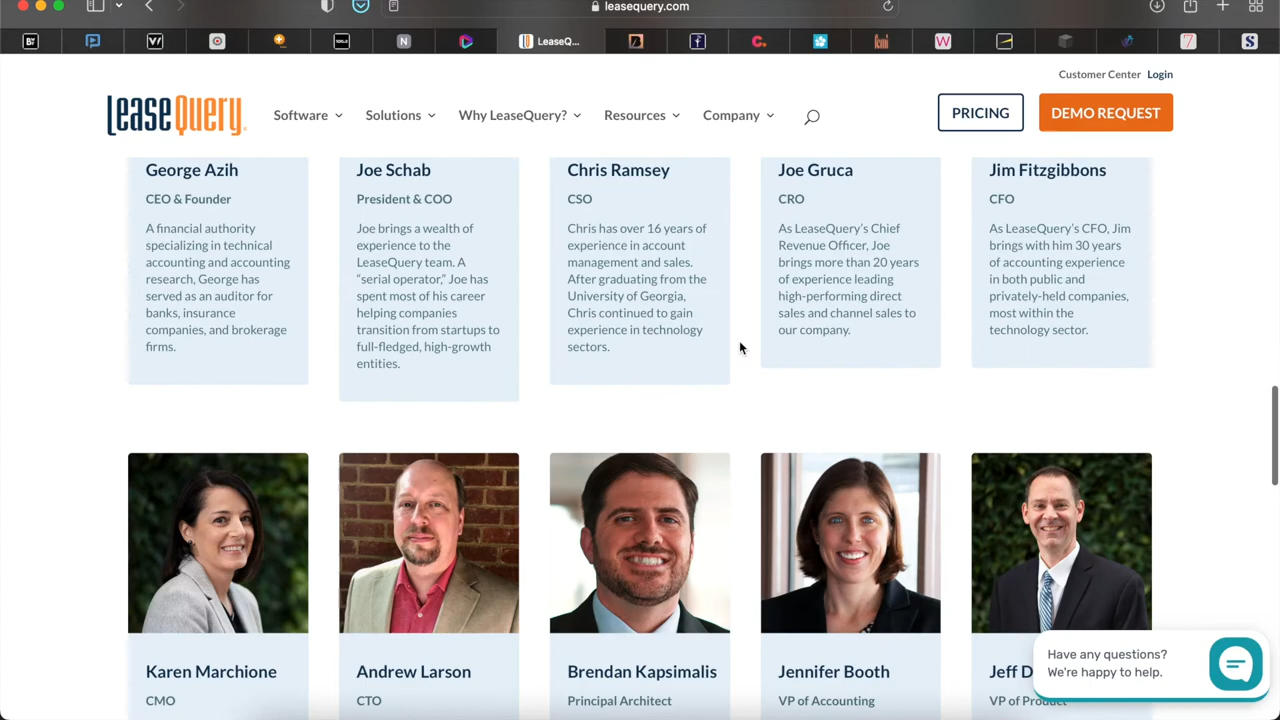 leasequery.com
LeaseQ...
Customer Center Login
LeaseQuery
Software
Solutions
Why LeaseQuery?
Resources
Company
PRICING
DEMO REQUEST
George Azih
CEO & Founder
A financial authority
specializing in technical
accounting and accounting
research, George has
served as an auditor for
banks, insurance
companies, and brokerage
firms.
Joe Schab
President & COO
Joe brings a wealth of
experience to the
LeaseQuery team. A
“serial operator,” Joe has
spent most of his career
helping companies
transition from startups to
full-fledged, high-growth
entities.
Chris Ramsey
CSO
Chris has over 16 years of
experience in account
management and sales.
After graduating from the
University of Georgia,
Chris continued to gain
experience in technology
sectors.
Joe Gruca
CRO
As LeaseQuery’s Chief
Revenue Officer, Joe
brings more than 20 years
of experience leading
high-performing direct
sales and channel sales to
our company.
Jim Fitzgibbons
CFO
As LeaseQuery’s CFO, Jim
brings with him 30 years
of accounting experience
in both public and
privately-held companies,
most within the
technology sector.
Karen Marchione
CMO
Andrew Larson
CTO
Brendan Kapsimalis
Principal Architect
Jennifer Booth
VP of Accounting
Jeff D
VP of Product
Have any questions?
We're happy to help.